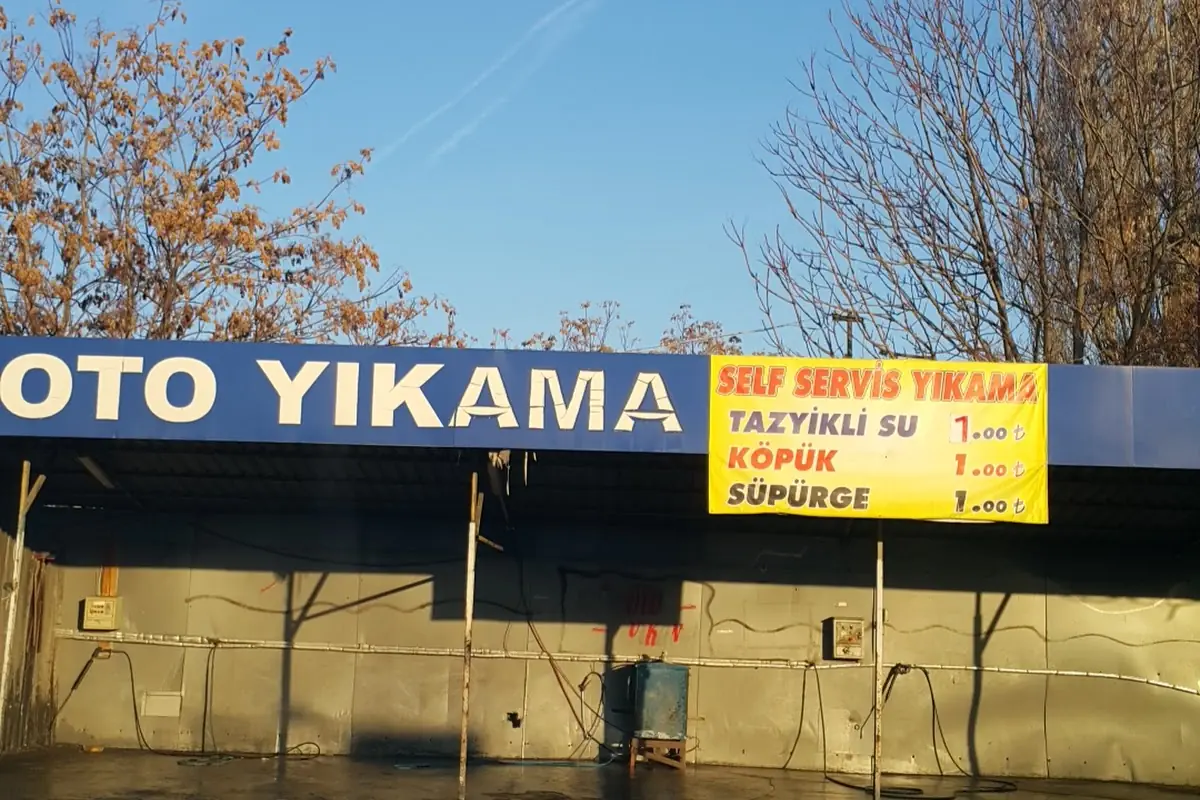 OTO YIKAMA
SELF SERVİS YIKAMA
TAZYİKLİ SU 1.00 ₺
KÖPÜK 1.00 ₺
SÜPÜRGE 1.00 ₺